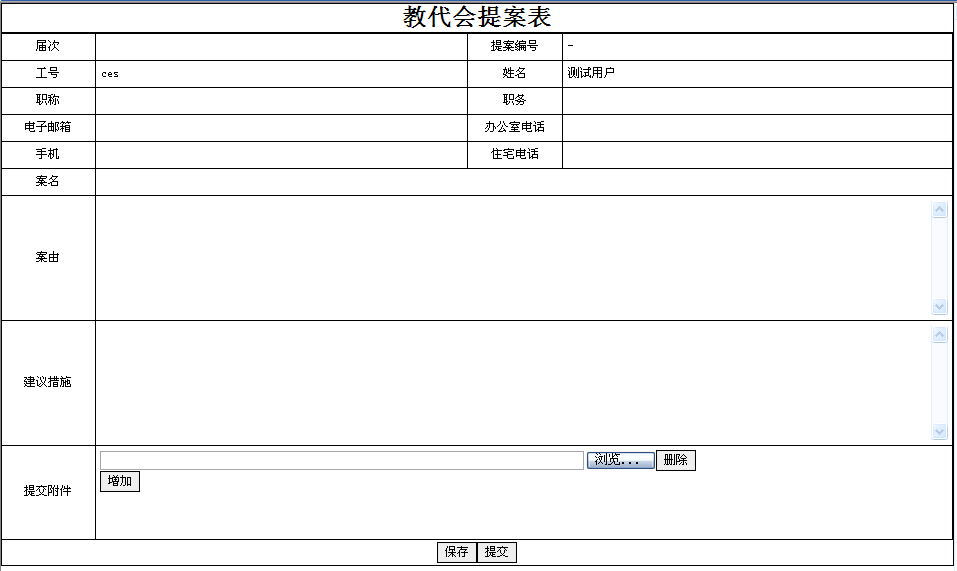 教代会提案表
届次 提案编号 -
工号 ces 姓名 测试用户
职称 职务
电子邮箱 办公室电话
手机 住宅电话
案名
案由
建议措施
提交附件 浏览... 删除
增加
保存 提交